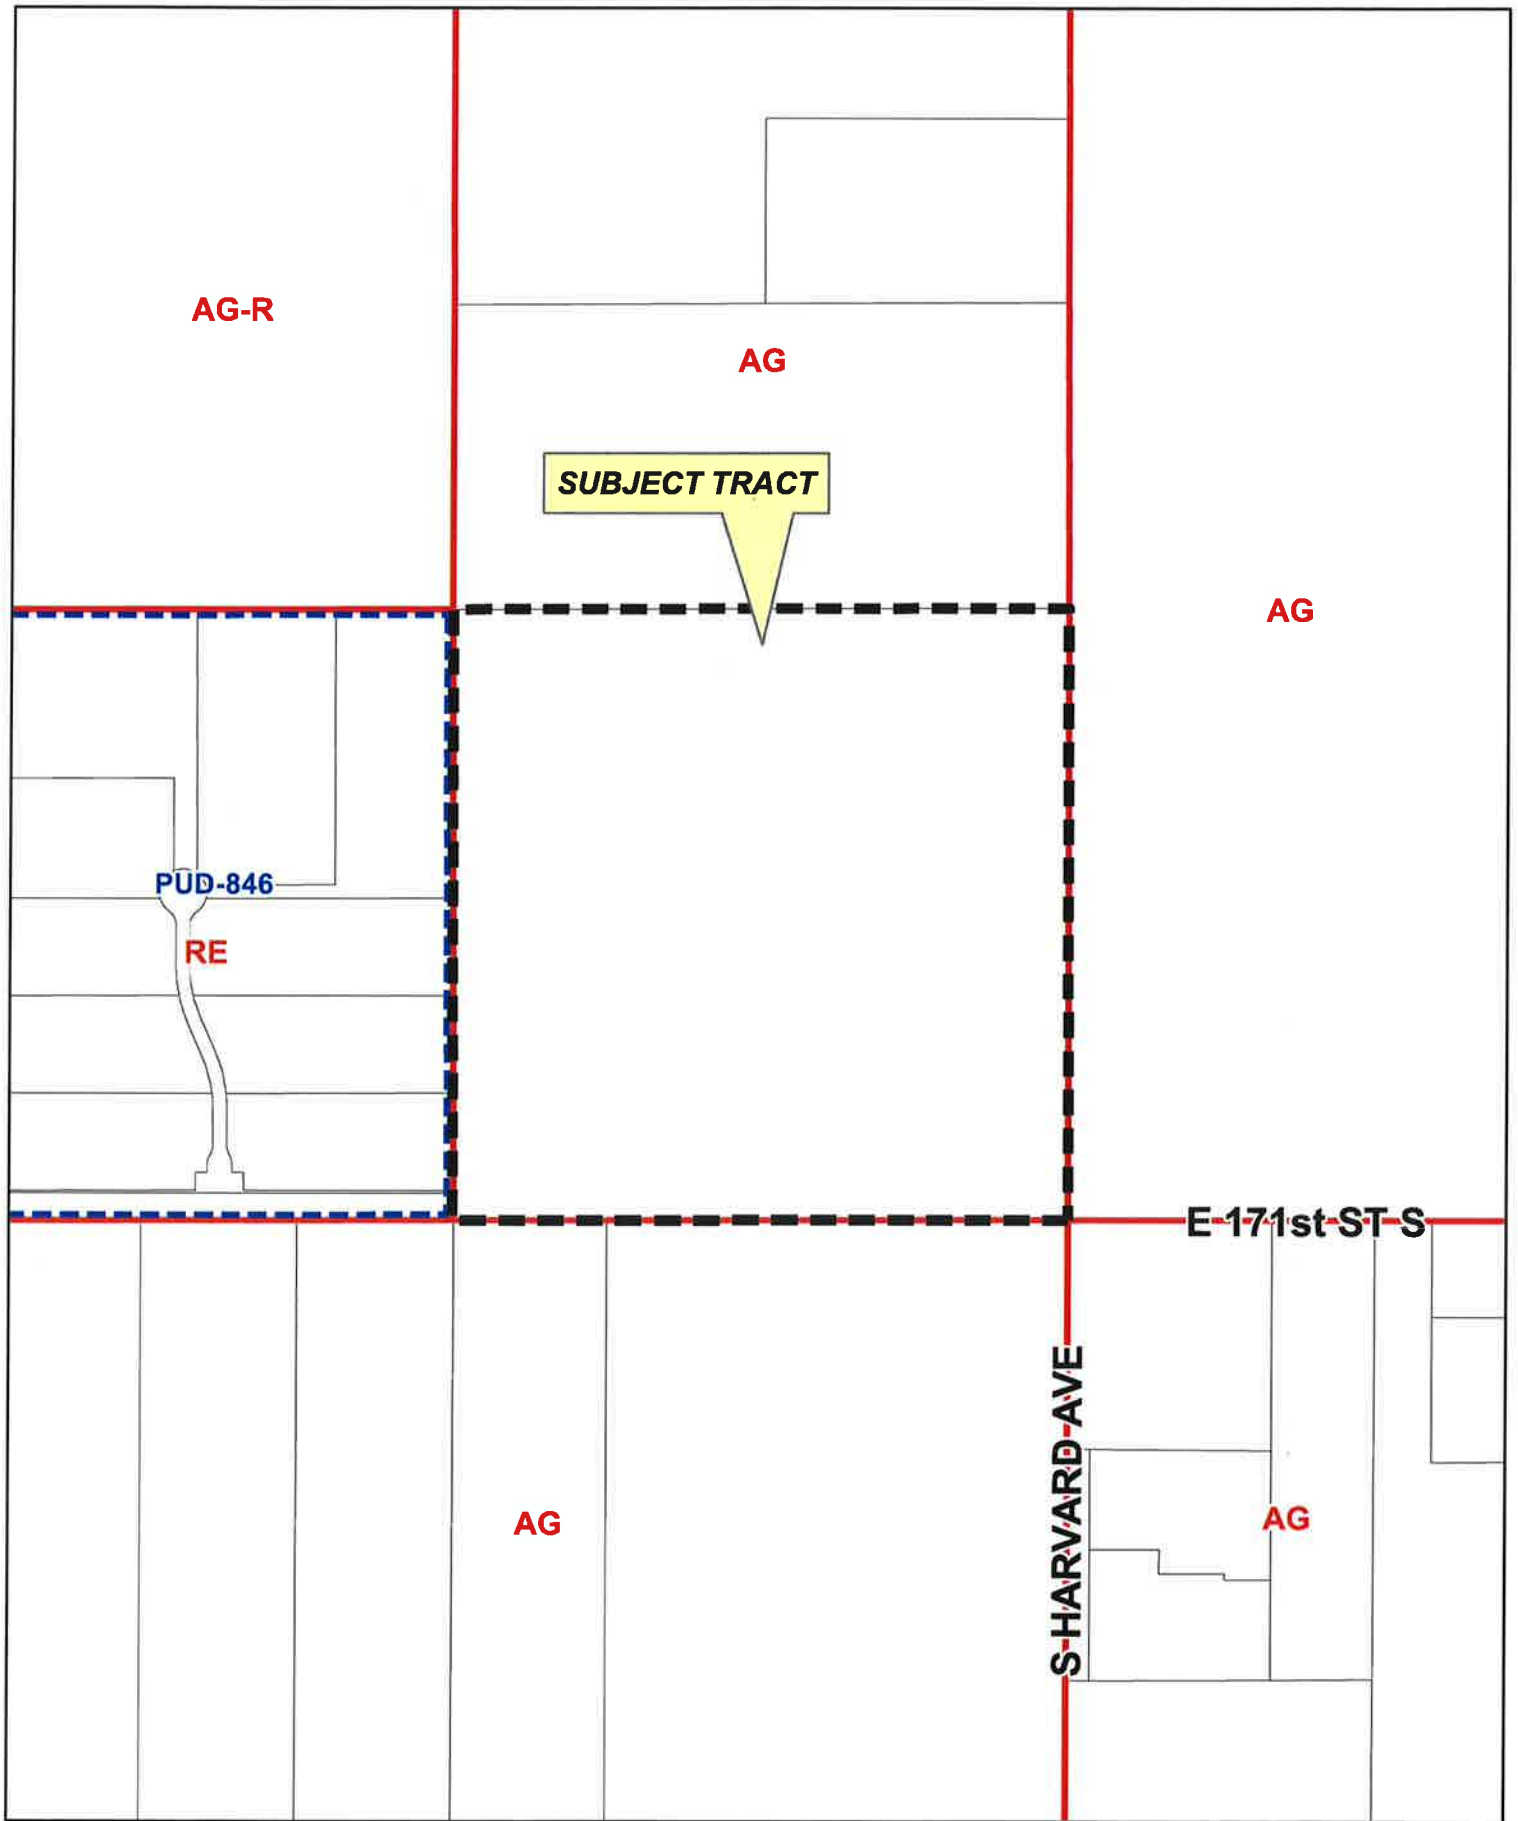 AG-R
AG
SUBJECT TRACT
AG
PUD-846
RE
E 171st ST S
S HARVARD AVE
AG
AG